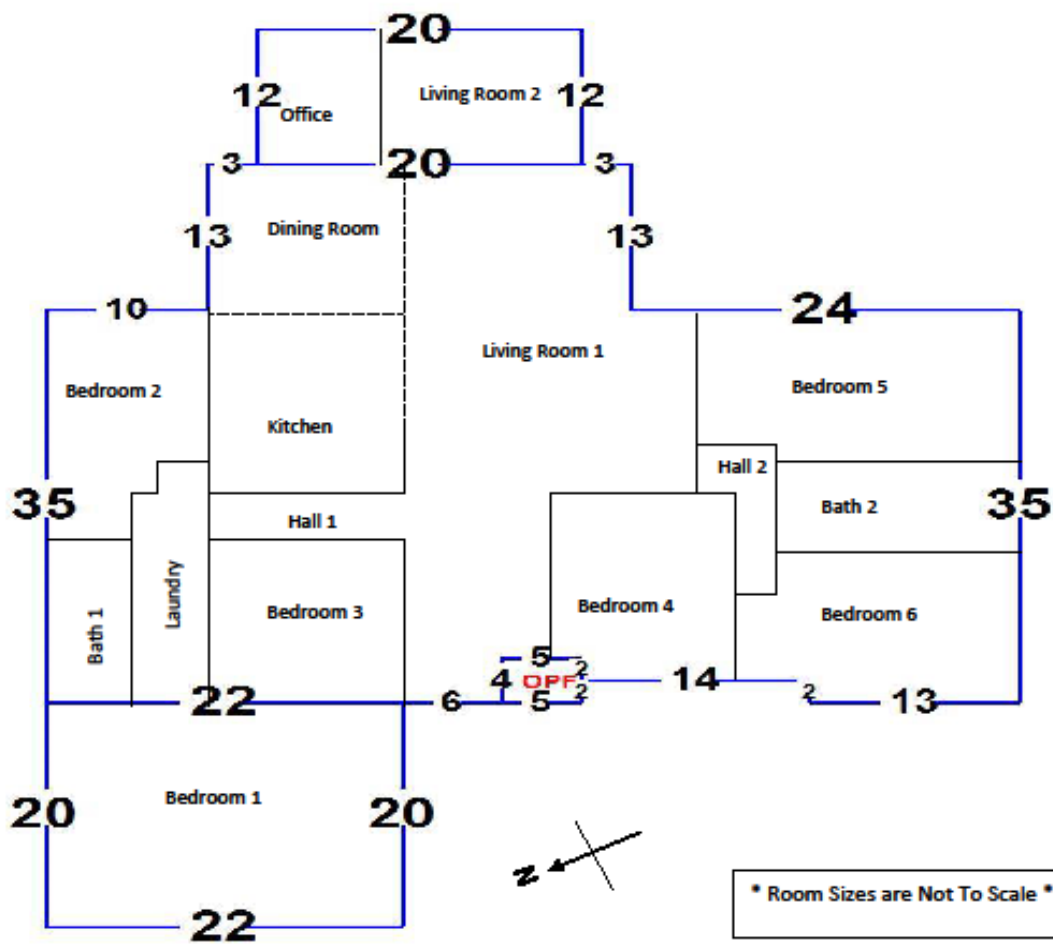 20
12 Office Living Room 2 12
3 20 3
13 Dining Room 13
10 24
Bedroom 2 Living Room 1 Bedroom 5
Kitchen Hall 2
35 Hall 1 Bath 2 35
Bath 1 Laundry Bedroom 3 Bedroom 4 Bedroom 6
5 2
4 OPF 14
22 6 5 2 2 13
20 Bedroom 1 20
N
* Room Sizes are Not To Scale *
22